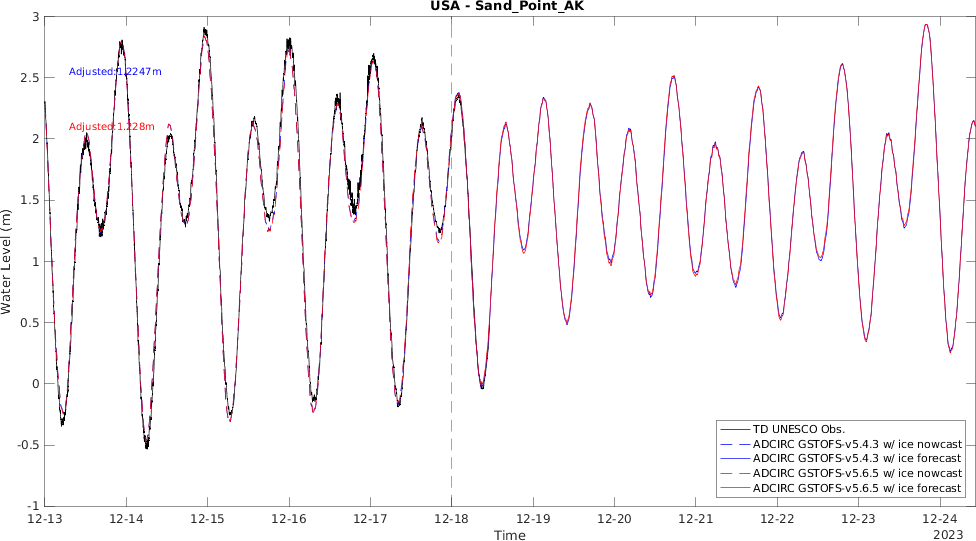 USA - Sand_Point_AK
3
2.5
2
1.5
1
0.5
0
-0.5
-1
Water Level (m)
Adjusted:1.2247m
Adjusted:1.228m
TD UNESCO Obs.
ADCIRC GSTOFS-v5.4.3 w/ ice nowcast
ADCIRC GSTOFS-v5.4.3 w/ ice forecast
ADCIRC GSTOFS-v5.6.5 w/ ice nowcast
ADCIRC GSTOFS-v5.6.5 w/ ice forecast
12-13 12-14 12-15 12-16 12-17 12-18 12-19 12-20 12-21 12-22 12-23 12-24
Time
2023